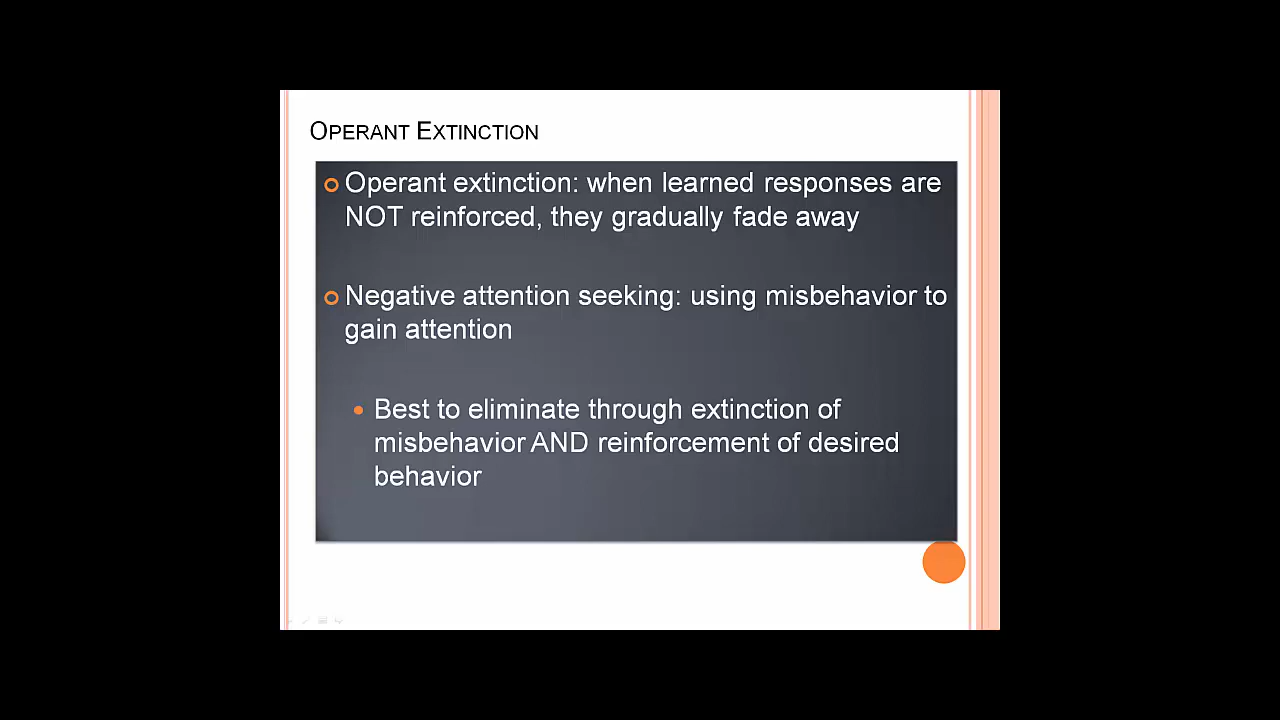 OPERANT EXTINCTION
Operant extinction: when learned responses are
NOT reinforced, they gradually fade away
Negative attention seeking: using misbehavior to
gain attention
Best to eliminate through extinction of
misbehavior AND reinforcement of desired
behavior